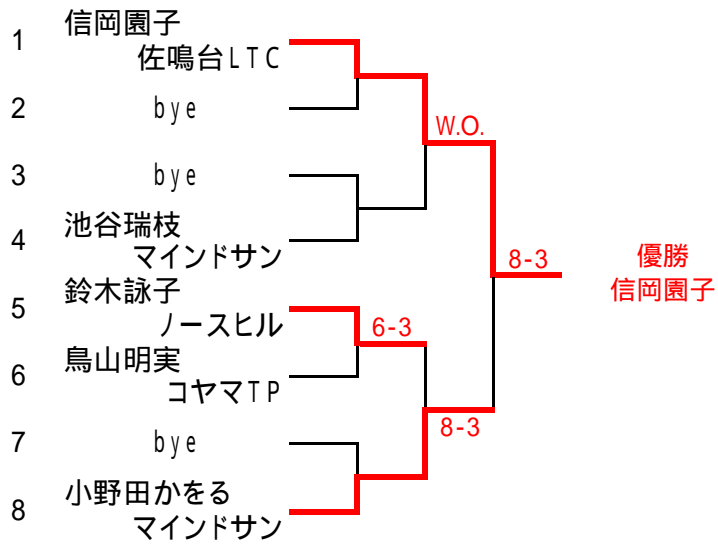 1 信岡園子
佐鳴台LTC
2 bye
W.O.
3 bye
4 池谷瑞枝
マインドサン
8-3
優勝
信岡園子
5 鈴木詠子
ノースヒル
6-3
6 鳥山明実
コヤマTP
7 bye
8-3
8 小野田かをる
マインドサン